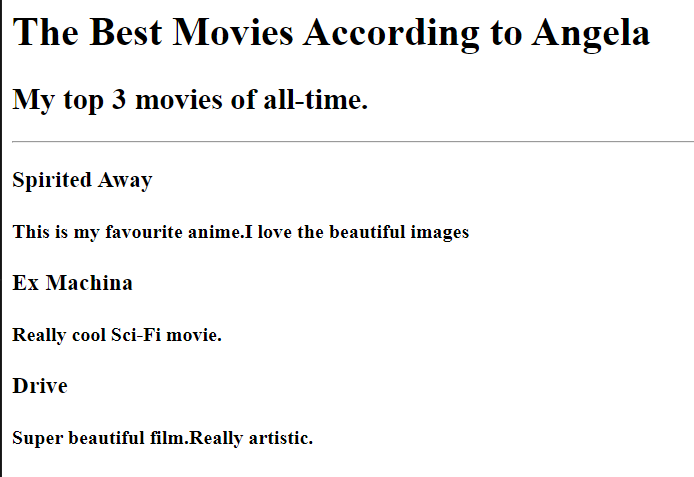 The Best Movies According to Angela
My top 3 movies of all-time.
Spirited Away
This is my favourite anime.I love the beautiful images
Ex Machina
Really cool Sci-Fi movie.
Drive
Super beautiful film.Really artistic.